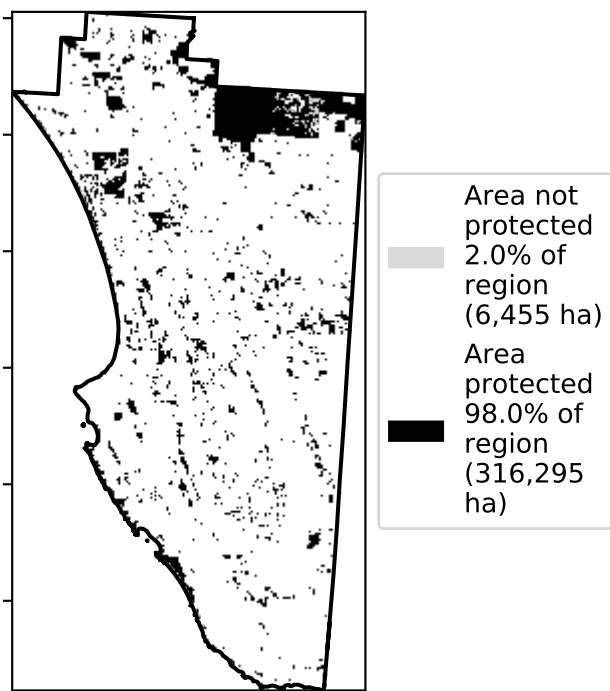 Area not
protected
2.0% of
region
(6,455 ha)
Area
protected
98.0% of
region
(316,295
ha)